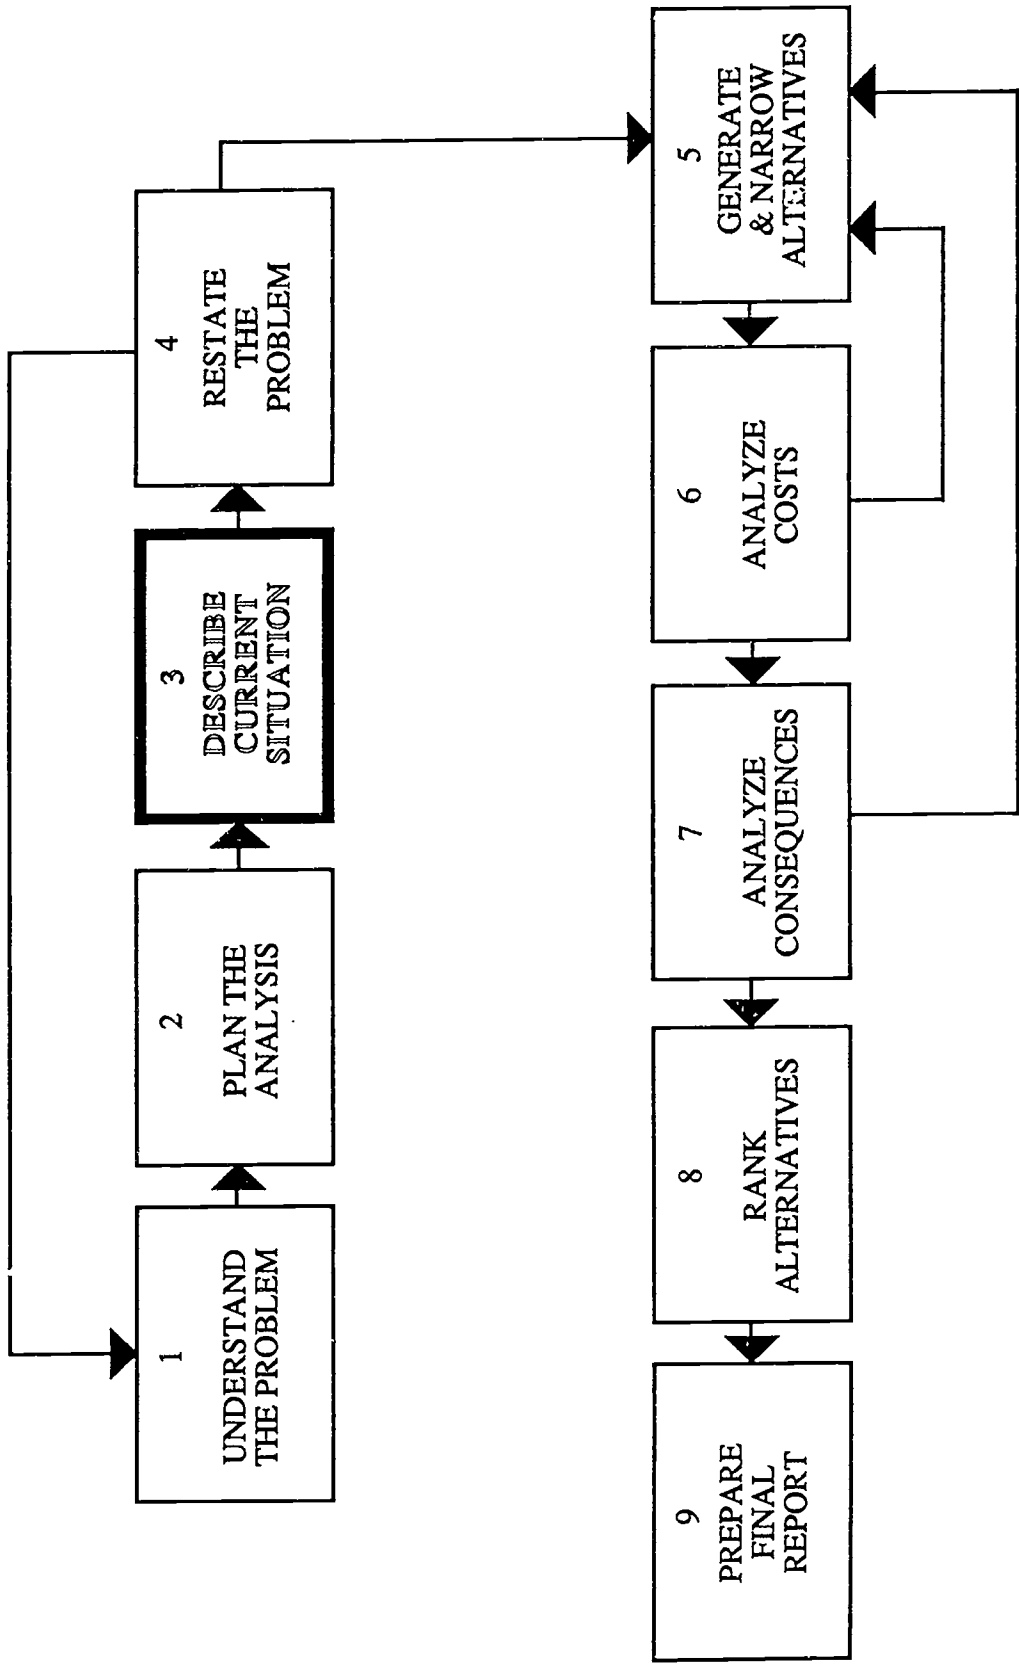 1
UNDERSTAND
THE PROBLEM
2
PLAN THE
ANALYSIS
3
DESCRIBE
CURRENT
SITUATION
4
RESTATE
THE
PROBLEM
5
GENERATE
& NARROW
ALTERNATIVES
6
ANALYZE
COSTS
7
ANALYZE
CONSEQUENCES
8
RANK
ALTERNATIVES
9
PREPARE
FINAL
REPORT